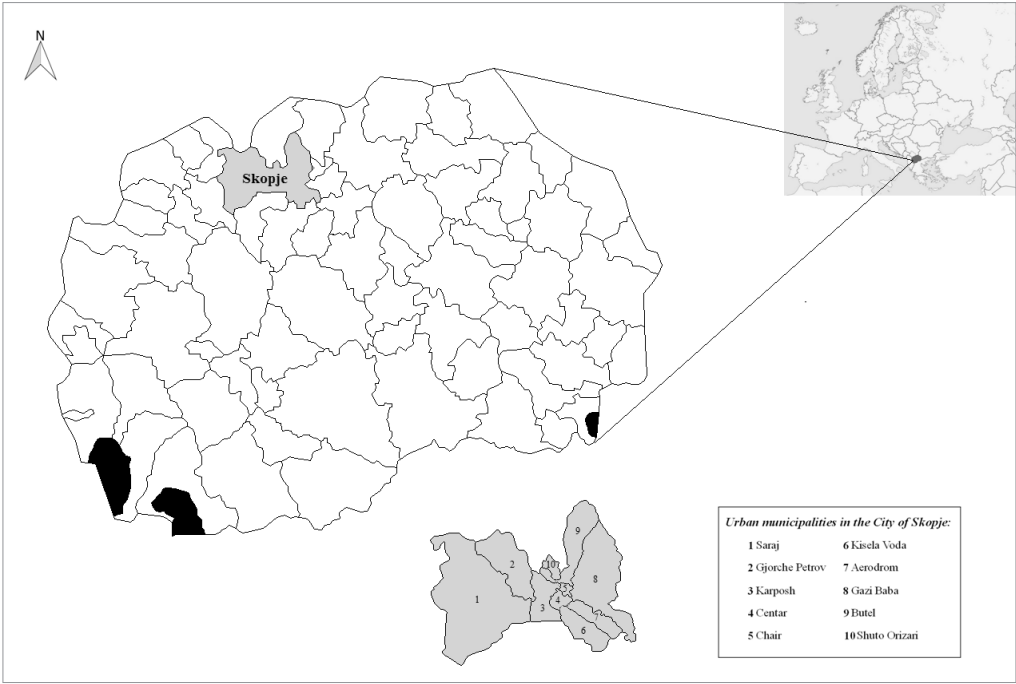 N
Skopje
9
2
10
8
5
1
4
3
7
6
Urban municipalities in the City of Skopje:
1 Saraj 6 Kisela Voda
2 Gjorche Petrov 7 Aerodrom
3 Karposh 8 Gazi Baba
4 Centar 9 Butel
5 Chair 10 Shuto Orizari